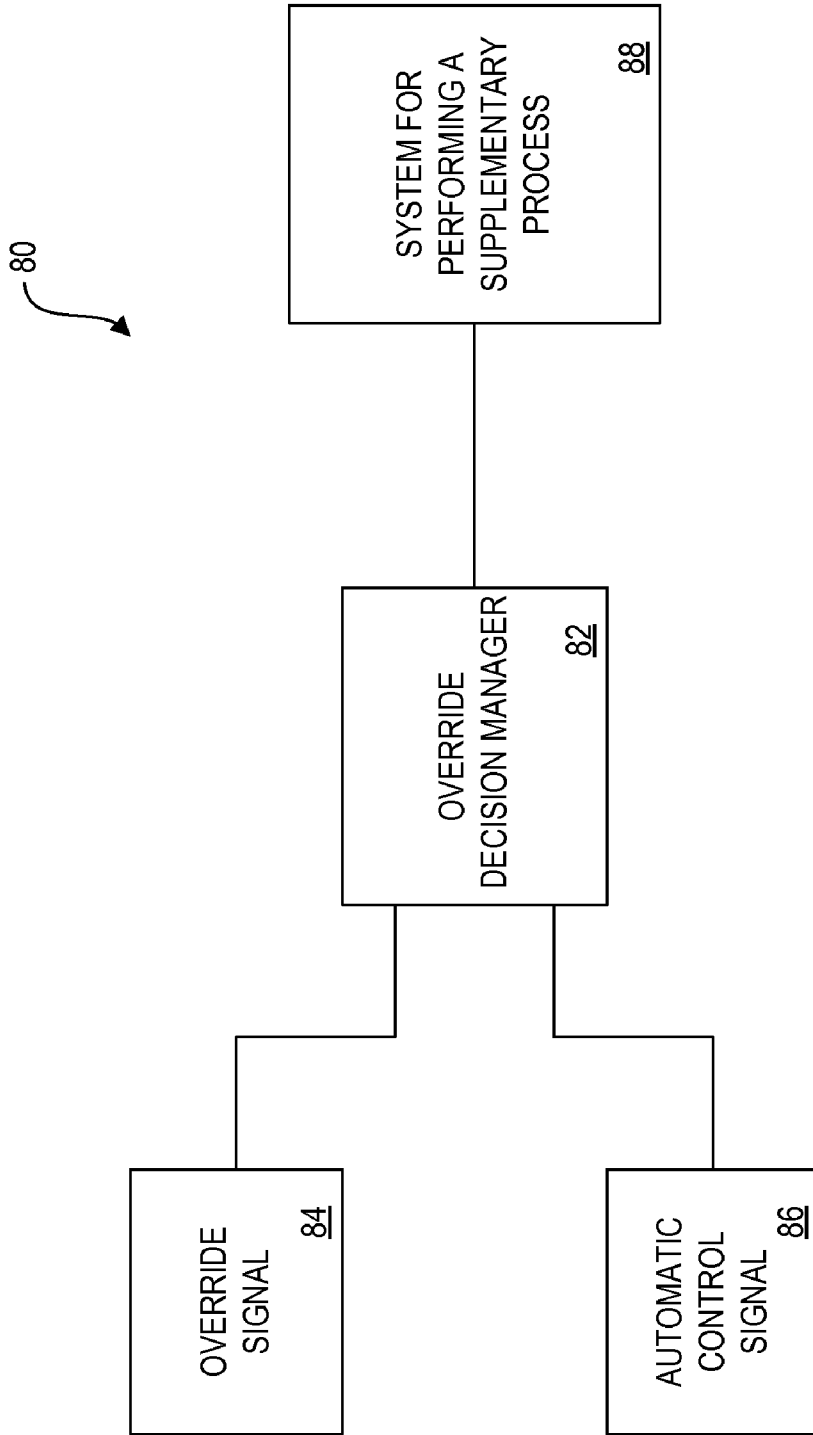 80
OVERRIDE
SIGNAL
84
AUTOMATIC
CONTROL
SIGNAL
86
OVERRIDE
DECISION MANAGER
82
SYSTEM FOR
PERFORMING A
SUPPLEMENTARY
PROCESS
88